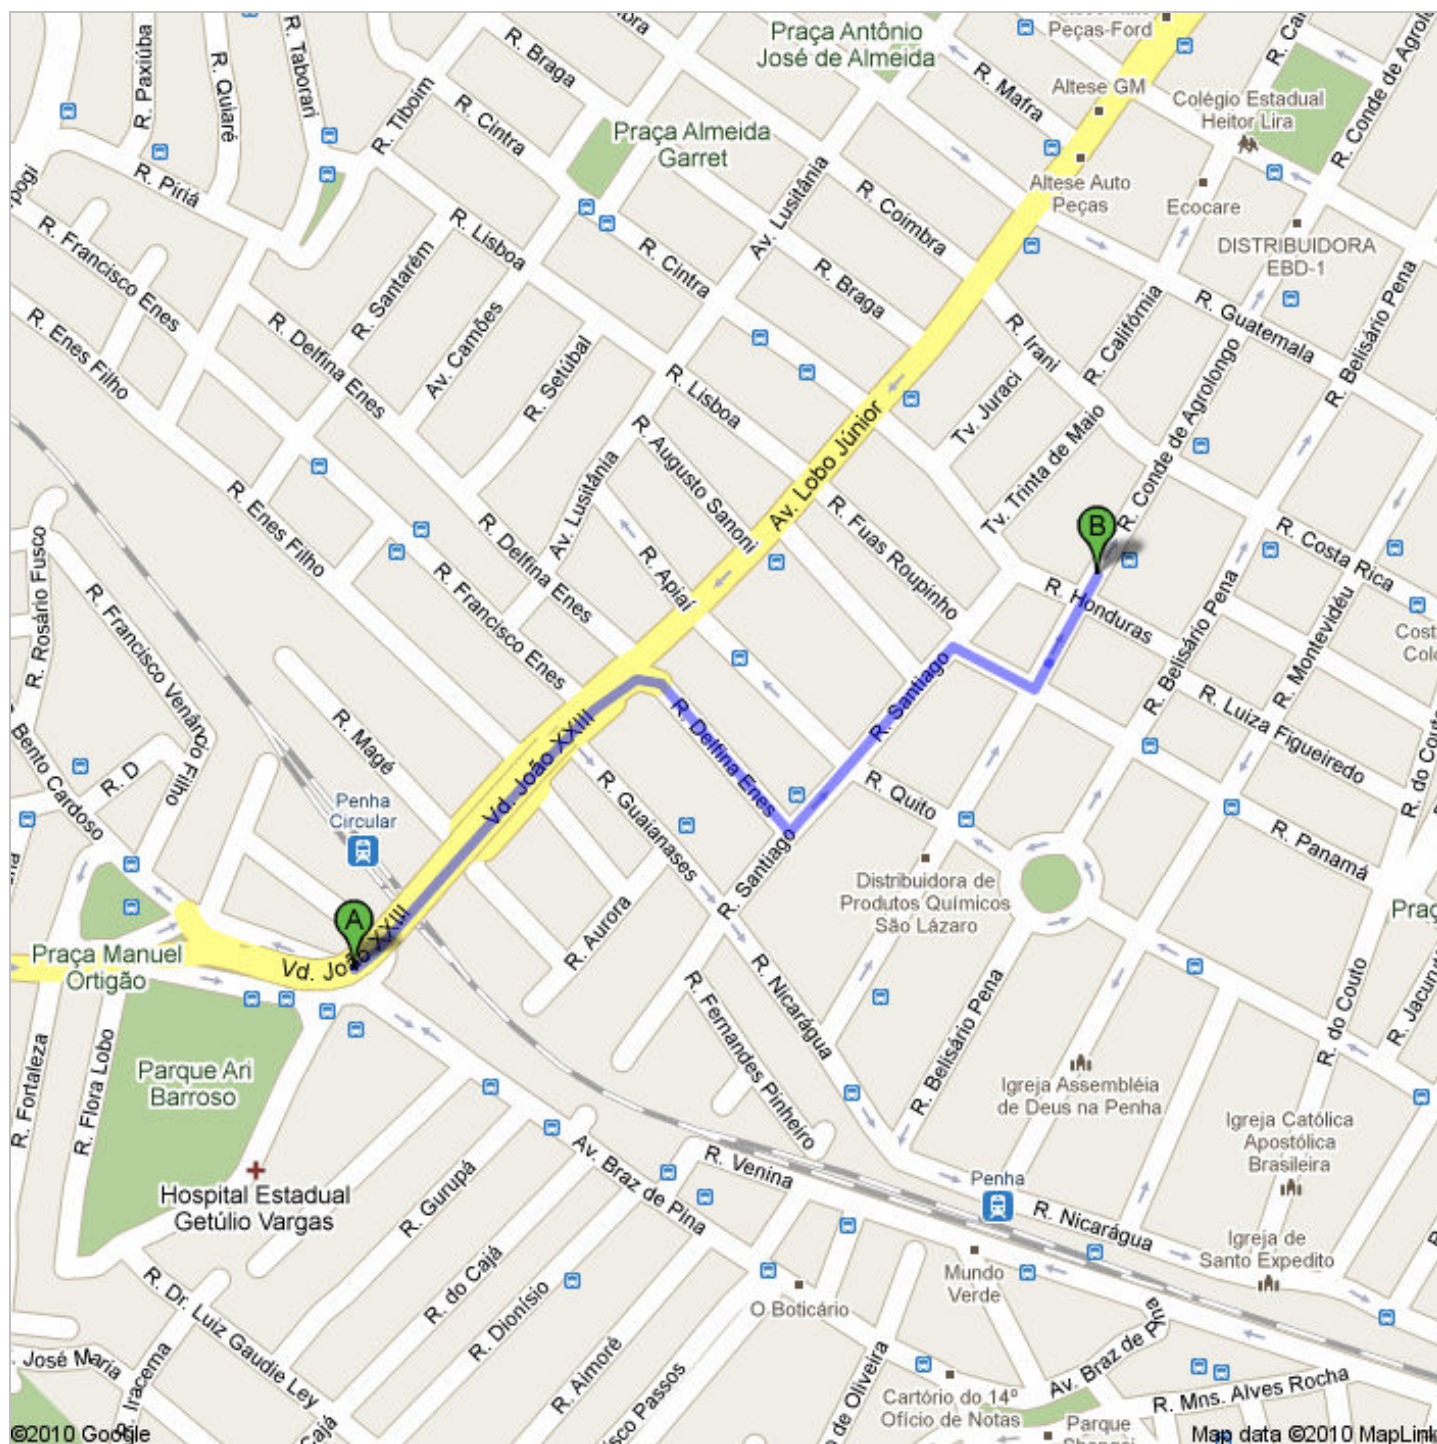 Praça Antônio
José de Almeida
Peças-Ford
R. Paxiúba
R. Quiaré
R. Taborari
R. Tiboim
R. Braga
R. Cintra
Praça Almeida
Garret
R. Mafra
Altese GM
Colégio Estadual
Heitor Lira
R. Conde de Agrolongo
Altese Auto
Peças
Ecocare
DISTRIBUIDORA
EBD-1
R. Piriá
R. Francisco Enes
R. Enes Filho
R. Santarém
R. Lisboa
R. Cintra
Av. Lusitânia
R. Coimbra
R. Braga
R. Delfina Enes
Av. Camões
R. Setúbal
R. Lisboa
R. Irani
R. Califórnia
R. Guatemala
R. Belisário Pena
Tv. Juraci
Tv. Trinta de Maio
R. Conde de Agrolongo
Av. Lobo Júnior
R. Augusto Sanoni
Av. Lusitânia
R. Enes Filho
R. Delfina Enes
R. Francisco Enes
R. Apiaí
R. Fuas Roupinho
B
R. Honduras
R. Costa Rica
R. Belisário Pena
R. Montevidéu
R. Rosário Fusco
R. Francisco Venâncio Filho
Bento Cardoso
R. D
R. Magé
Penha
Circular
Vd. João XXIII
R. Delfina Enes
R. Santiago
R. Luiza Figueiredo
R. Quito
R. do Couto
R. Panamá
R. Guaianases
R. Santiago
R. Aurora
Distribuidora de
Produtos Químicos
São Lázaro
A
Vd. João XXIII
Praça Manuel
Ortigão
R. Nicarágua
R. Fernandes Pinheiro
R. Belisário Pena
R. do Couto
R. Fortaleza
R. Flora Lobo
Parque Ari
Barroso
Igreja Assembléia
de Deus na Penha
Igreja Católica
Apostólica
Brasileira
Hospital Estadual
Getúlio Vargas
R. Gurupá
Av. Braz de Pina
R. Venina
Penha
R. Nicarágua
Igreja de
Santo Expedito
R. do Cajá
R. Dionísio
Mundo
Verde
O Boticário
R. Dr. Luiz Gaudie Ley
José María
R. Iracema
R. Aimoré
Cartório do 14º
Ofício de Notas
R. Mns. Alves Rocha
Parque
©2010 Google
Map data ©2010 MapLink